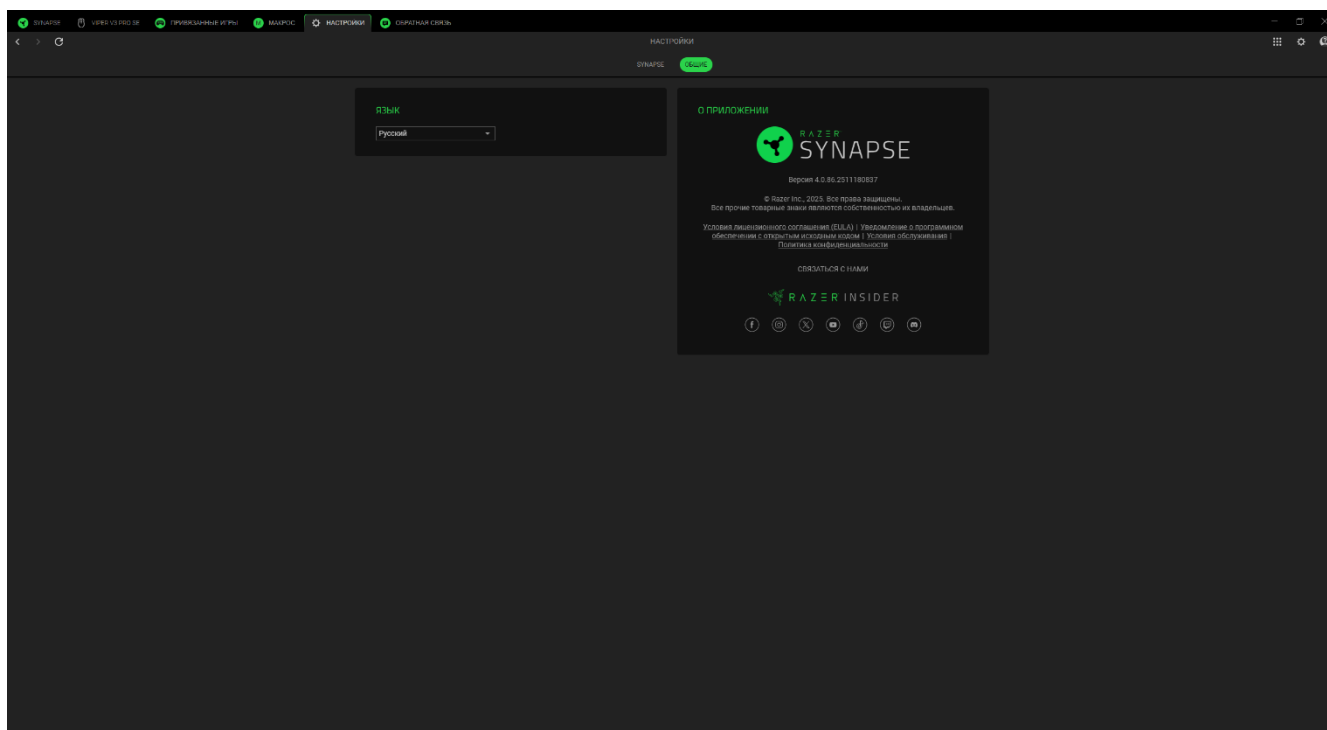 SYNAPSE
VIPER V3 PRO SE
ПРИВЯЗАННЫЕ ИГРЫ
МАКРОС
НАСТРОЙКИ
ОБРАТНАЯ СВЯЗЬ
НАСТРОЙКИ
SYNAPSE
ОБЩИЕ
ЯЗЫК
Русский
О ПРИЛОЖЕНИИ
RAZER
SYNAPSE
Версия 4.0.86.2511180837
© Razer Inc., 2025. Все права защищены.
Все прочие товарные знаки являются собственностью их владельцев.
Условия лицензионного соглашения (EULA) | Уведомление о программном
обеспечении с открытым исходным кодом | Условия обслуживания |
Политика конфиденциальности
СВЯЗАТЬСЯ С НАМИ
RAZER INSIDER